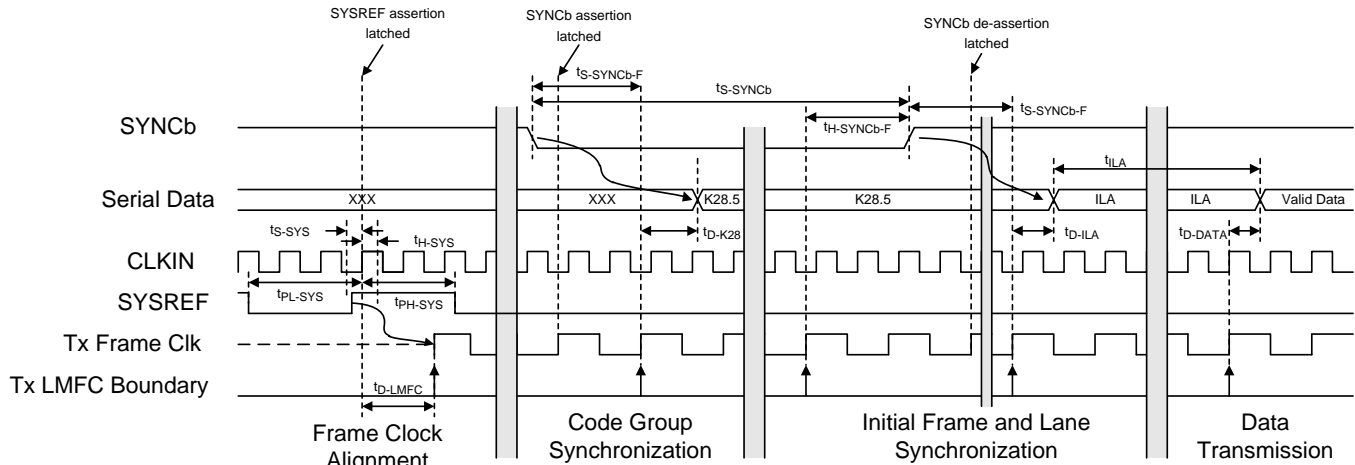 SYSREF assertion
latched
SYNCb assertion
latched
SYNCb de-assertion
latched
tS-SYNCb-F
tS-SYNCb
tS-SYNCb-F
SYNCb
tH-SYNCb-F
tILA
Serial Data
XXX
XXX
K28.5
K28.5
ILA
ILA
Valid Data
tS-SYS
tH-SYS
tD-K28
tD-ILA
tD-DATA
CLKIN
tPL-SYS
tPH-SYS
SYSREF
Tx Frame Clk
Tx LMFC Boundary
tD-LMFC
Frame Clock
Alignment
Code Group
Synchronization
Initial Frame and Lane
Synchronization
Data
Transmission